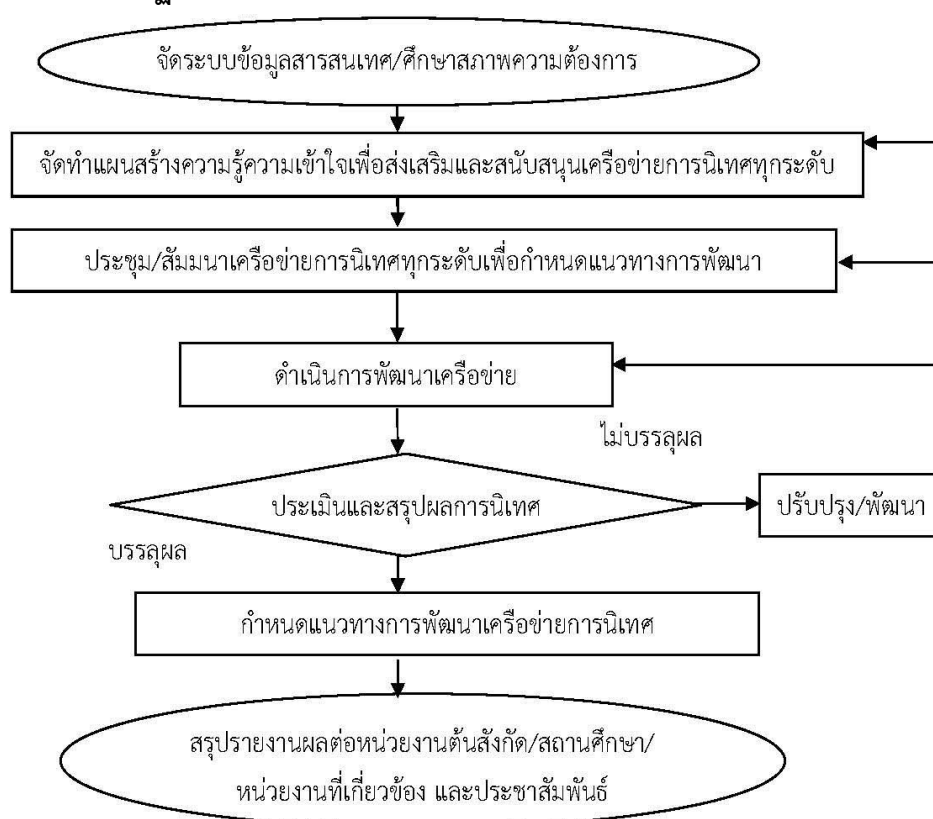 จัดระบบข้อมูลสารสนเทศ/ศึกษาสภาพความต้องการ
จัดทำแผนสร้างความรู้ความเข้าใจเพื่อส่งเสริมและสนับสนุนเครือข่ายการนิเทศทุกระดับ
ประชุม/สัมมนาเครือข่ายการนิเทศทุกระดับเพื่อกำหนดแนวทางการพัฒนา
ดำเนินการพัฒนาเครือข่าย
ไม่บรรลุผล
ประเมินและสรุปผลการนิเทศ
ปรับปรุง/พัฒนา
บรรลุผล
กำหนดแนวทางการพัฒนาเครือข่ายการนิเทศ
สรุปรายงานผลต่อหน่วยงานต้นสังกัด/สถานศึกษา/
หน่วยงานที่เกี่ยวข้อง และประชาสัมพันธ์